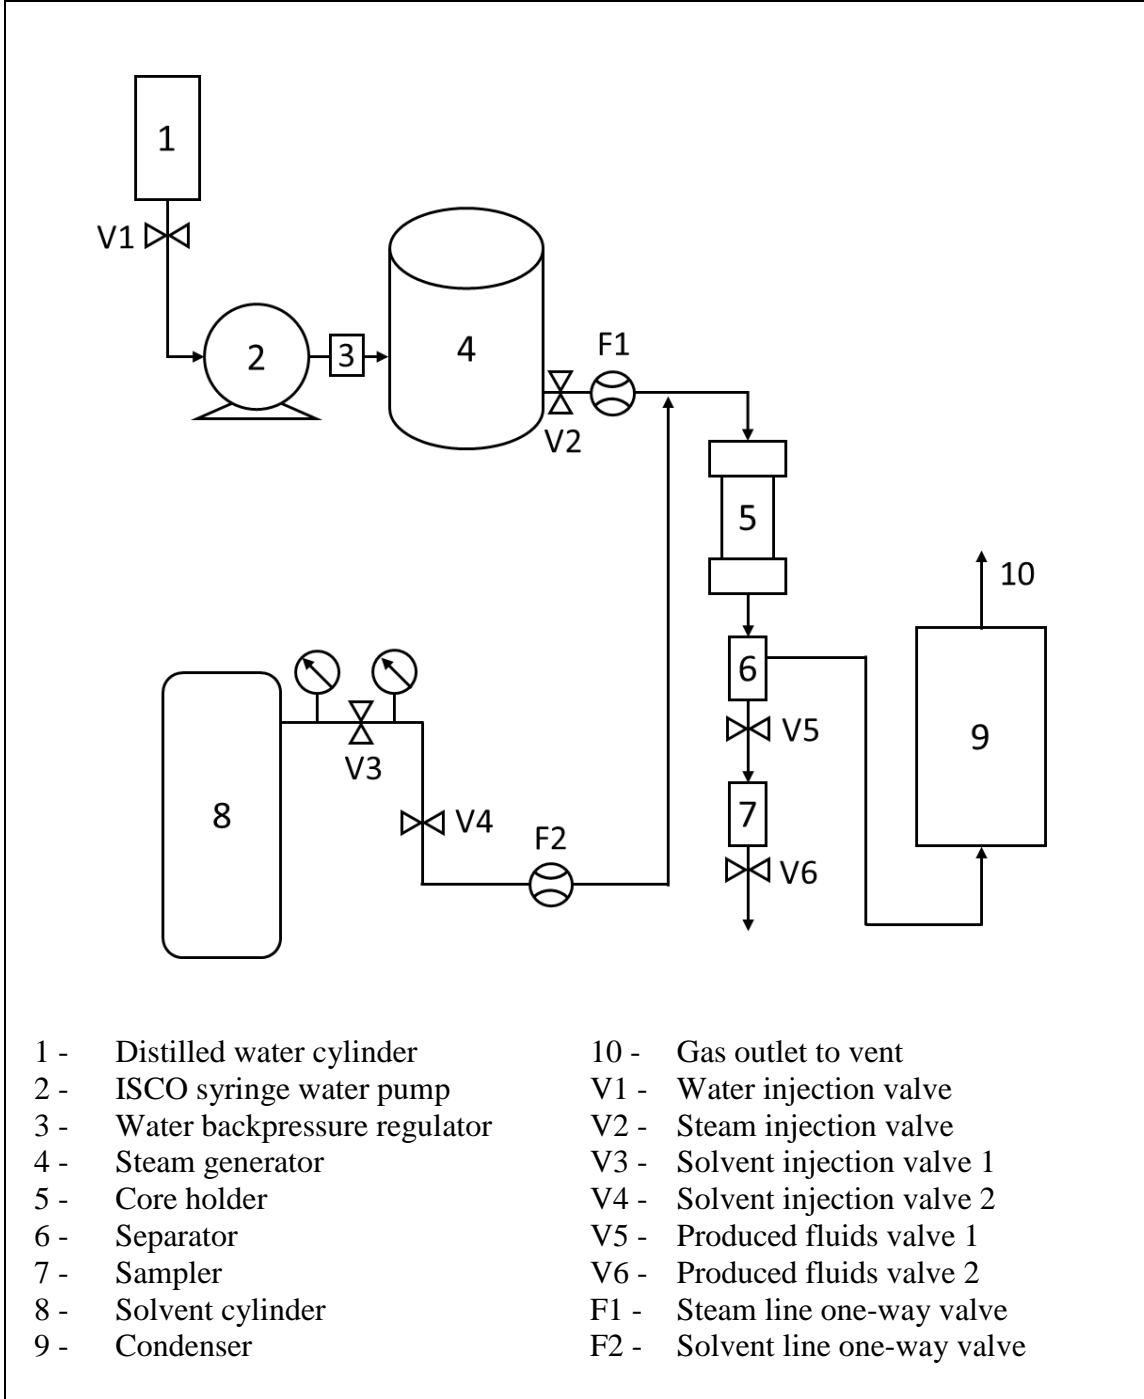 1
V1
2
3
4
F1
V2
5
10
6
V5
9
V3
8
V4
7
F2
V6
1 - Distilled water cylinder
2 - ISCO syringe water pump
3 - Water backpressure regulator
4 - Steam generator
5 - Core holder
6 - Separator
7 - Sampler
8 - Solvent cylinder
9 - Condenser
10 - Gas outlet to vent
V1 - Water injection valve
V2 - Steam injection valve
V3 - Solvent injection valve 1
V4 - Solvent injection valve 2
V5 - Produced fluids valve 1
V6 - Produced fluids valve 2
F1 - Steam line one-way valve
F2 - Solvent line one-way valve